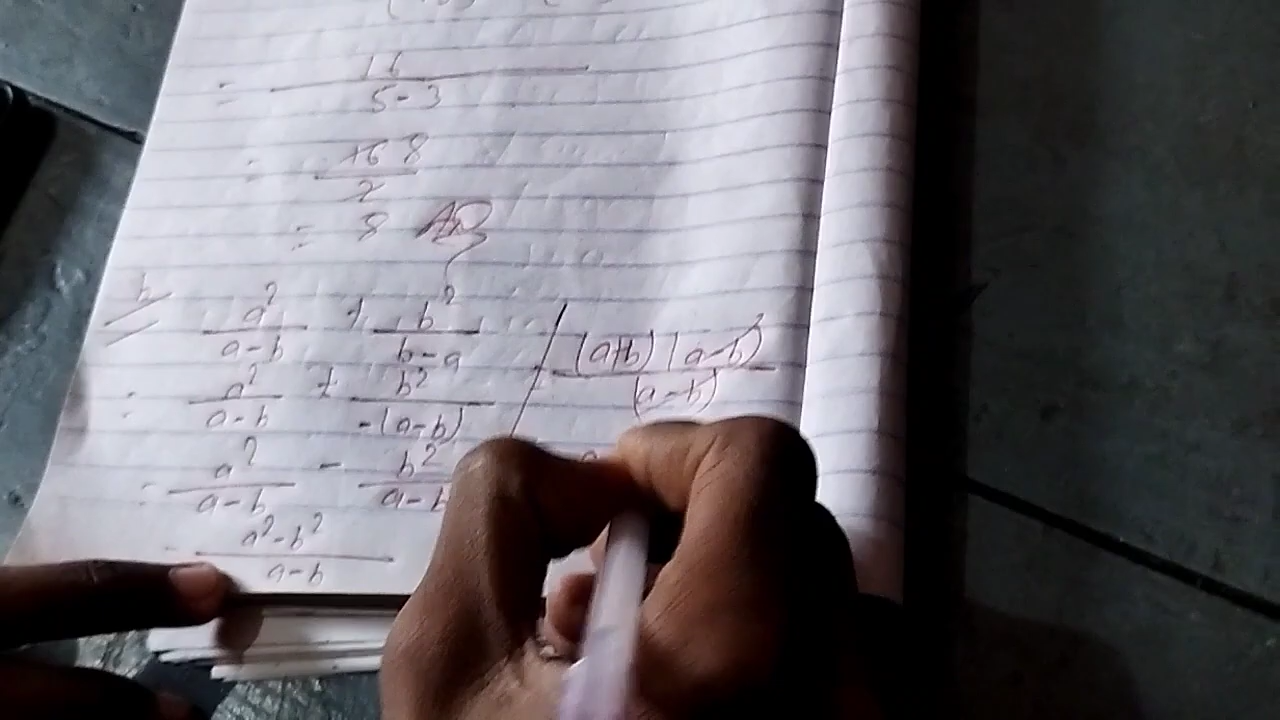 = 16 / 5-3
= 16 8 / 2
= 8 Ans
b
a² / a-b + b² / b-a
= a² / a-b + b² / -(a-b)
= a² / a-b - b² / a-b
= a²-b² / a-b
= (a+b) (a-b) / (a-b)